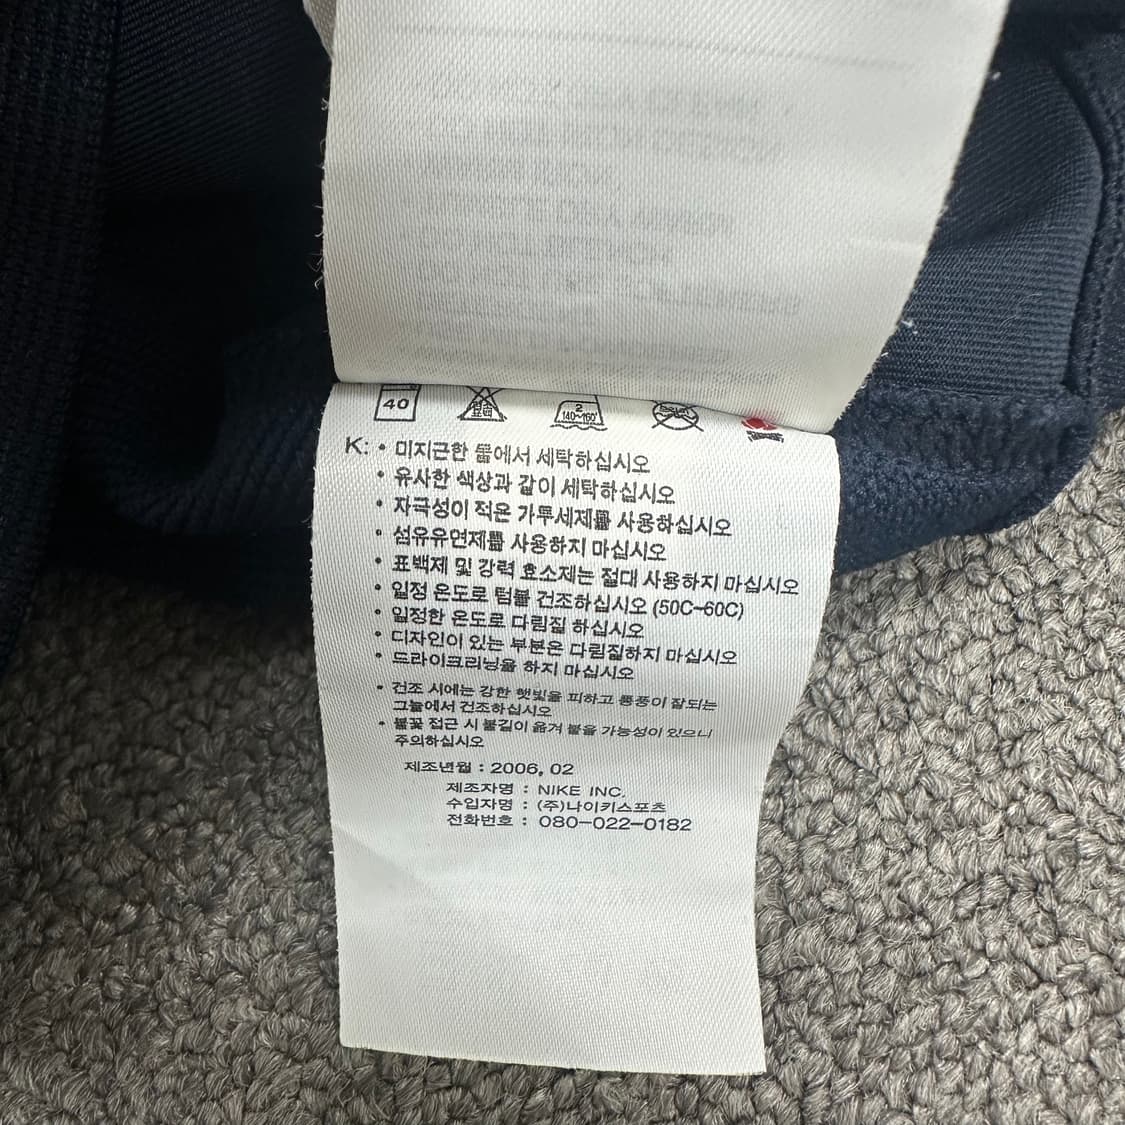 40
염소
표백
2
140~160℃
K: • 미지근한 물에서 세탁하십시오
• 유사한 색상과 같이 세탁하십시오
• 자극성이 적은 가루세제를 사용하십시오
• 섬유유연제를 사용하지 마십시오
• 표백제 및 강력 효소제는 절대 사용하지 마십시오
• 일정 온도로 텀블 건조하십시오 (50C-60C)
• 일정한 온도로 다림질 하십시오
• 디자인이 있는 부분은 다림질하지 마십시오
• 드라이크리닝을 하지 마십시오
• 건조 시에는 강한 햇빛을 피하고 통풍이 잘되는
그늘에서 건조하십시오
• 불꽃 접근 시 불길이 옮겨 붙을 가능성이 있으니
주의하십시오
제조년월 : 2006, 02
제조자명 : NIKE INC.
수입자명 : (주)나이키스포츠
전화번호 : 080-022-0182